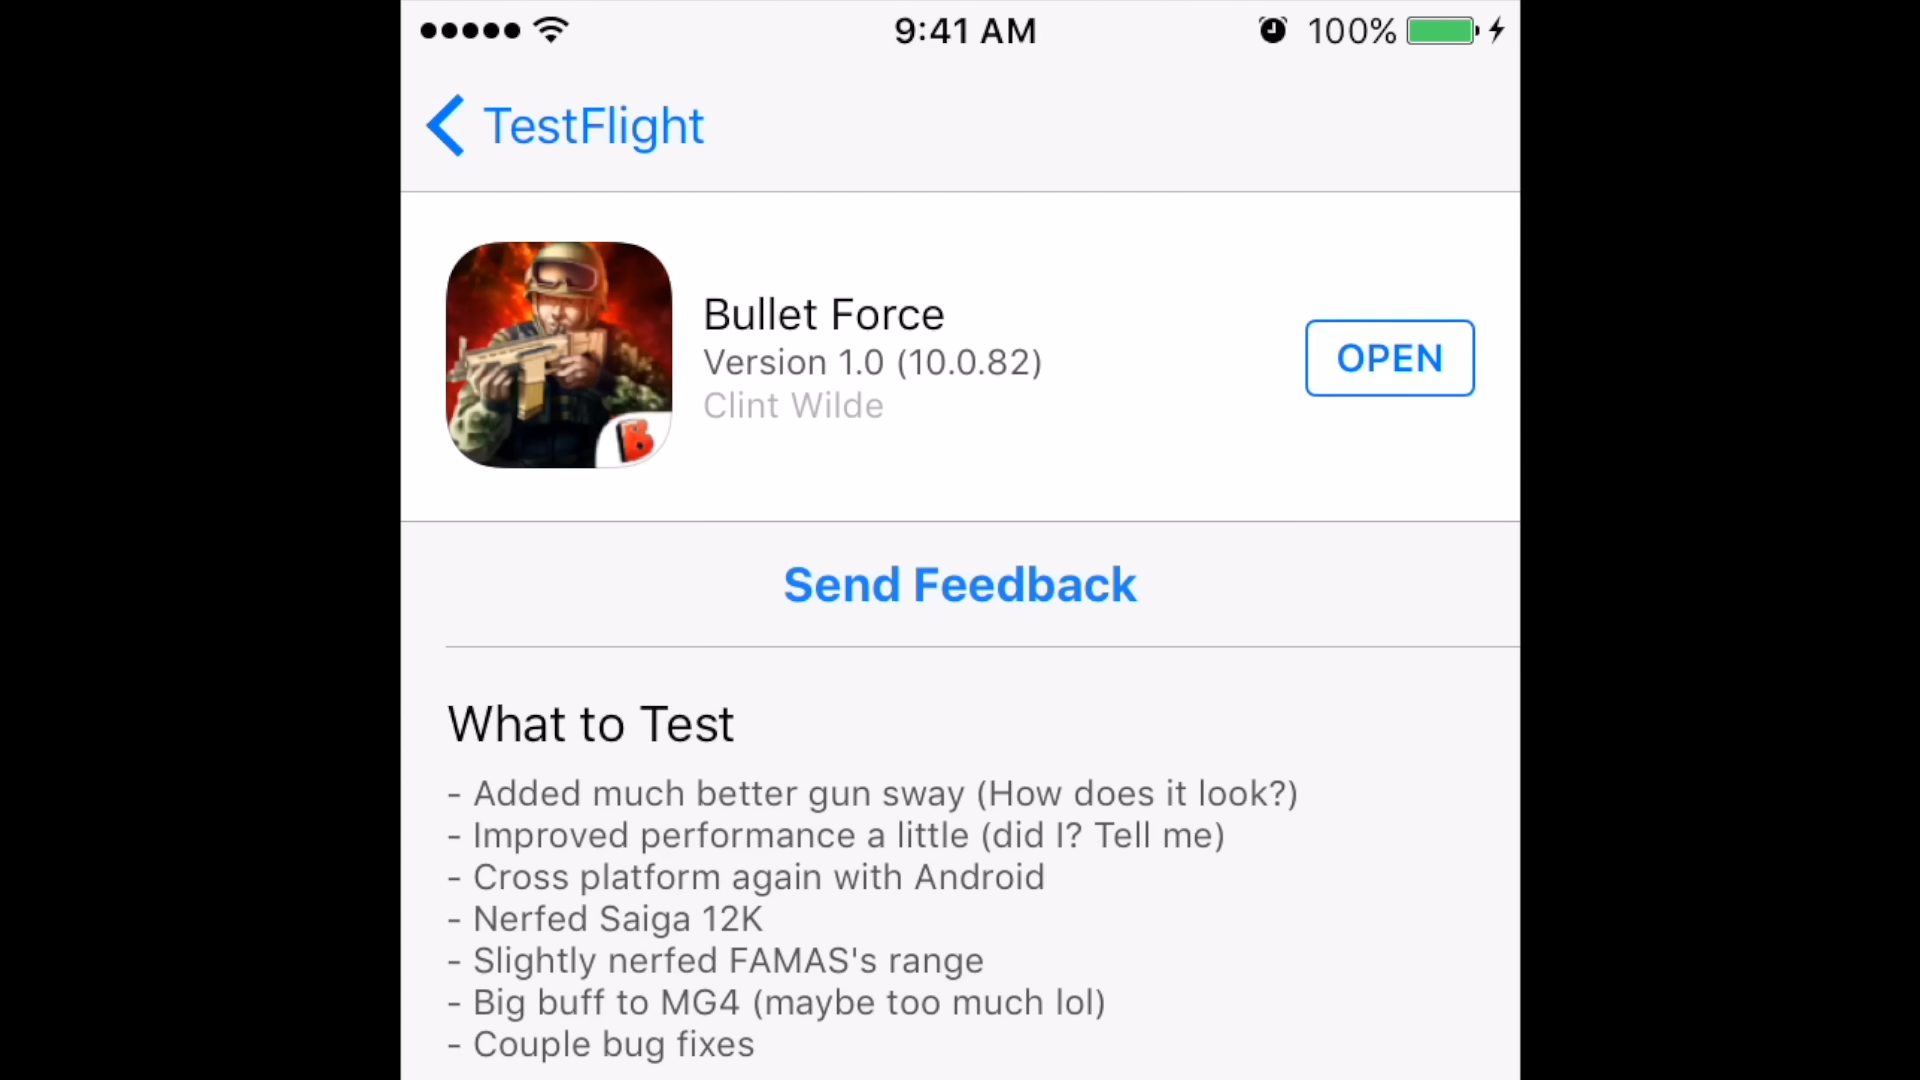 9:41 AM
100%
TestFlight
Bullet Force
Version 1.0 (10.0.82)
Clint Wilde
OPEN
B
Send Feedback
What to Test
- Added much better gun sway (How does it look?)
- Improved performance a little (did I? Tell me)
- Cross platform again with Android
- Nerfed Saiga 12K
- Slightly nerfed FAMAS's range
- Big buff to MG4 (maybe too much lol)
- Couple bug fixes